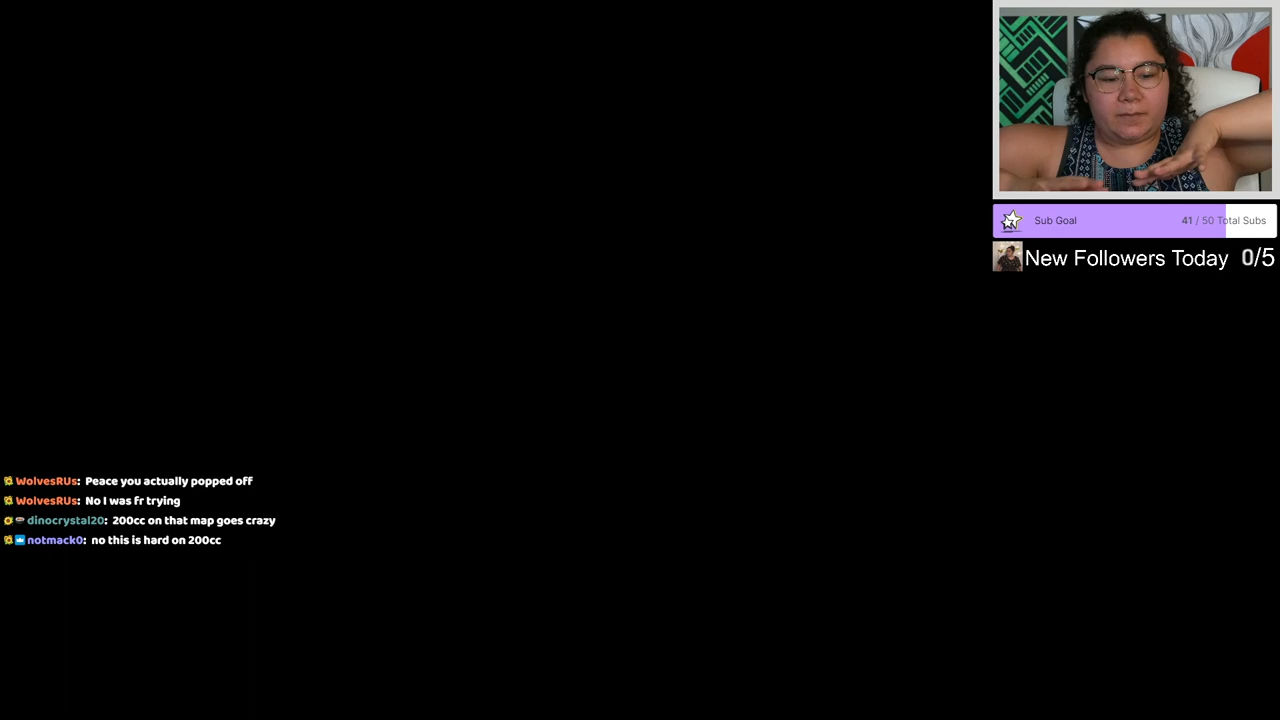 Sub Goal 41 / 50 Total Subs
New Followers Today 0/5
WolvesRUs: Peace you actually popped off
WolvesRUs: No I was fr trying
dinocrystal20: 200cc on that map goes crazy
notmack0: no this is hard on 200cc